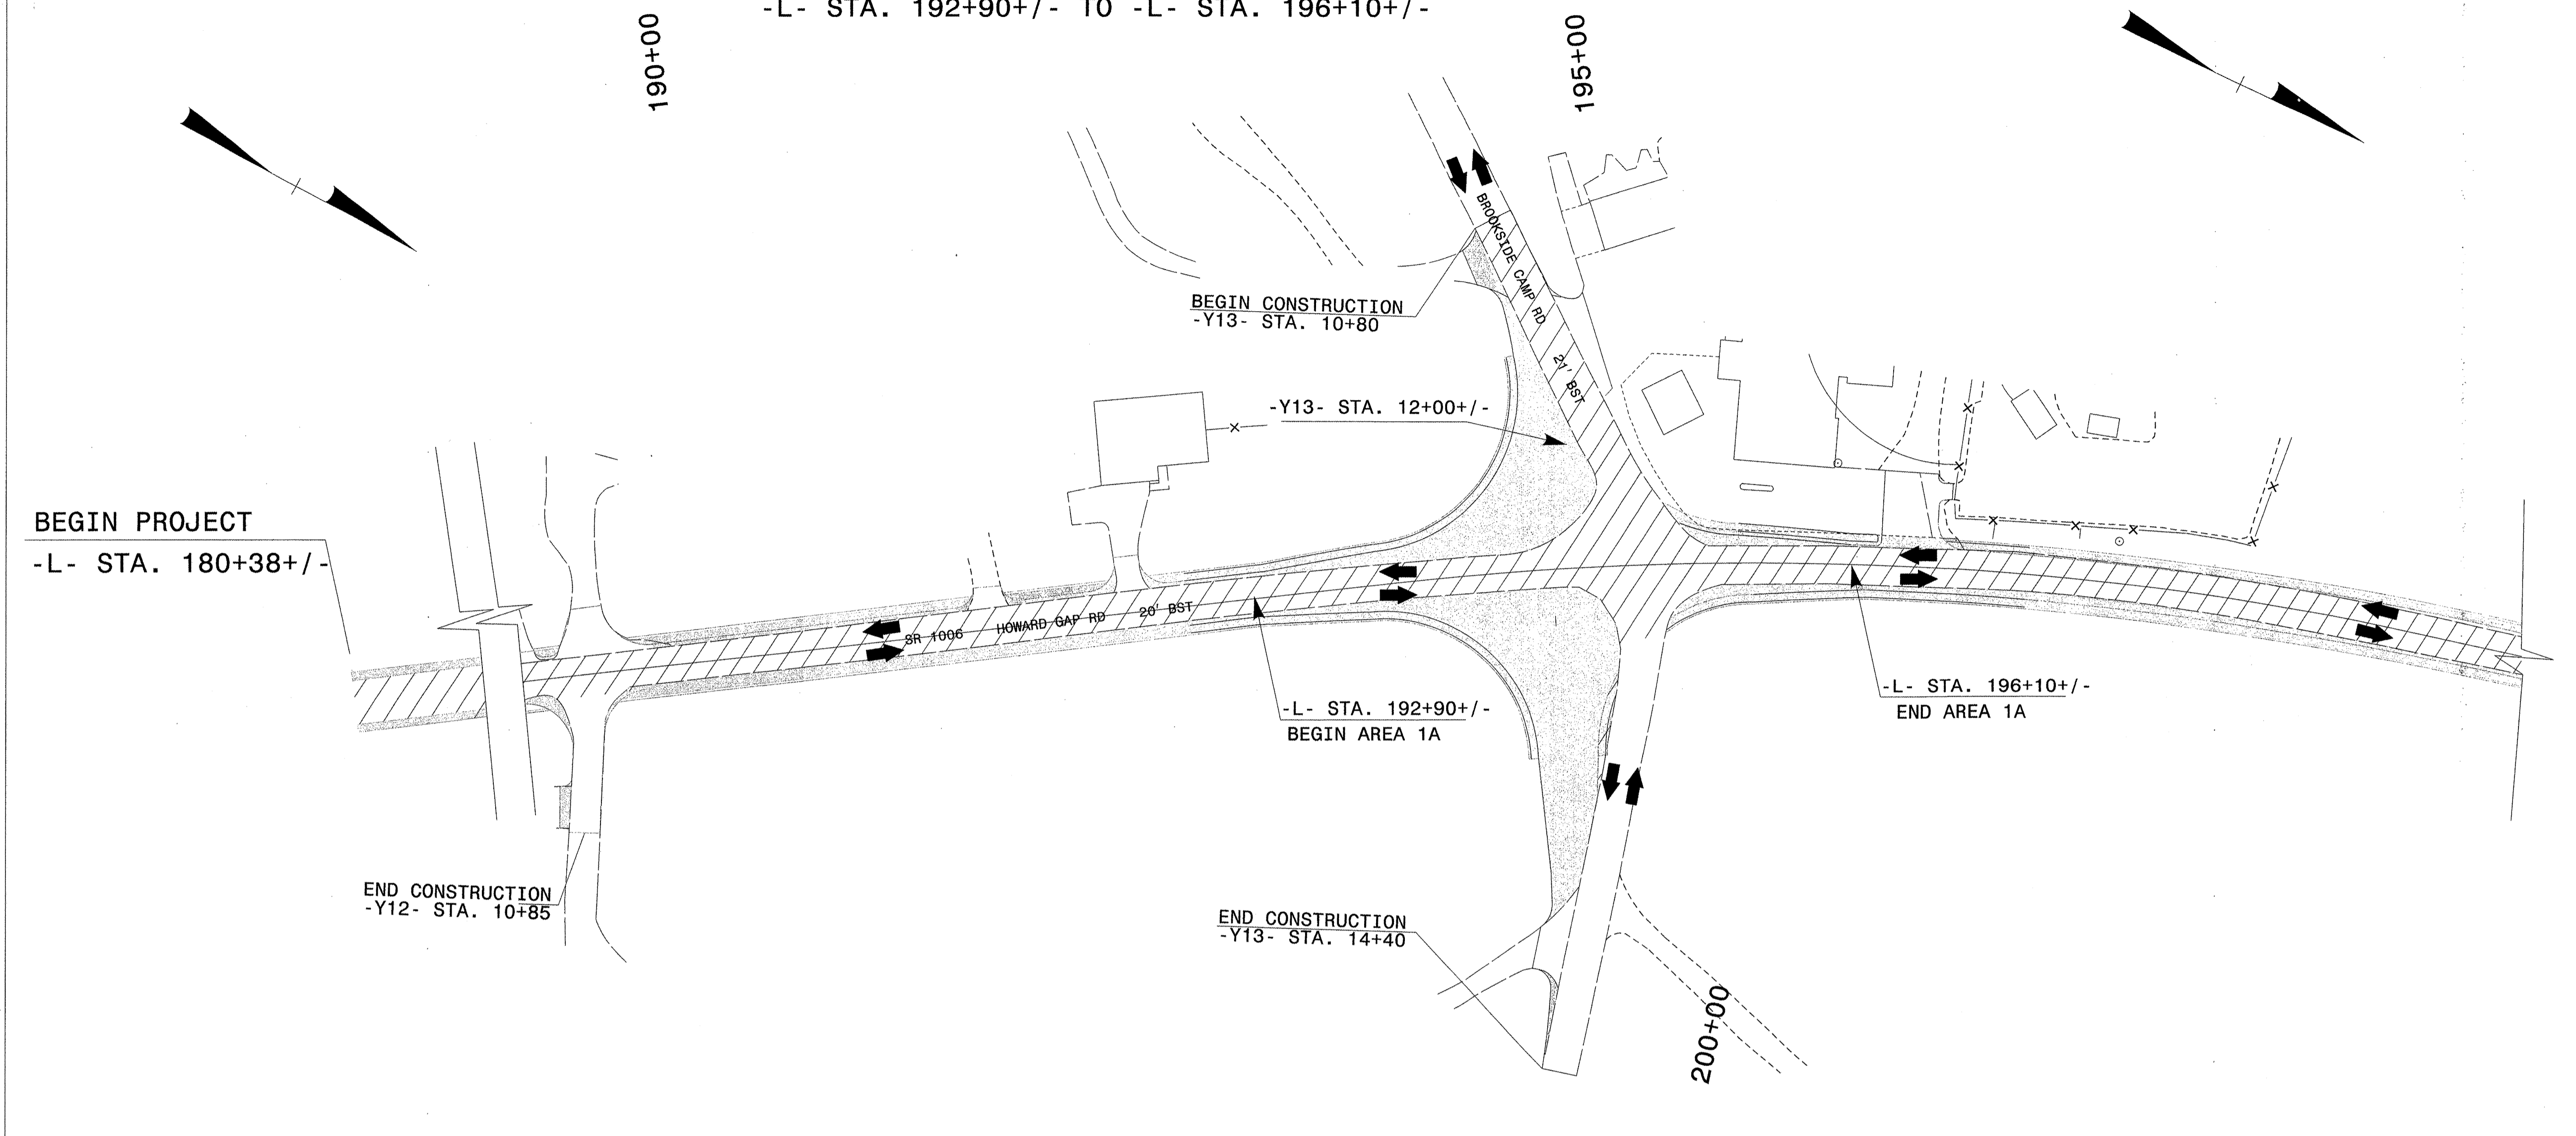 -L- STA. 192+90+/- TO -L- STA. 196+10+/-
190+00
195+00
BROOKSIDE CAMP RD
21' BST
BEGIN CONSTRUCTION
-Y13- STA. 10+80
-Y13- STA. 12+00+/-
BEGIN PROJECT
-L- STA. 180+38+/-
SR 1006 HOWARD GAP RD 20' BST
-L- STA. 192+90+/-
BEGIN AREA 1A
-L- STA. 196+10+/-
END AREA 1A
END CONSTRUCTION
-Y12- STA. 10+85
END CONSTRUCTION
-Y13- STA. 14+40
200+00